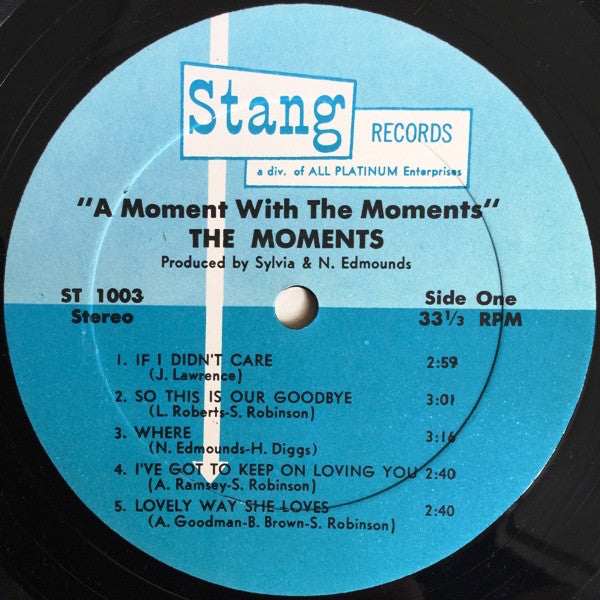 Stang
RECORDS
a div. of ALL PLATINUM Enterprises
"A Moment With The Moments"
THE MOMENTS
Produced by Sylvia & N. Edmounds
ST 1003
Stereo
Side One
33 1/3 RPM
1. IF I DIDN'T CARE 2:59
(J. Lawrence)
2. SO THIS IS OUR GOODBYE 3:01
(L. Roberts-S. Robinson)
3. WHERE 3:16
(N. Edmounds-H. Diggs)
4. I'VE GOT TO KEEP ON LOVING YOU 2:40
(A. Ramsey-S. Robinson)
5. LOVELY WAY SHE LOVES 2:40
(A. Goodman-B. Brown-S. Robinson)